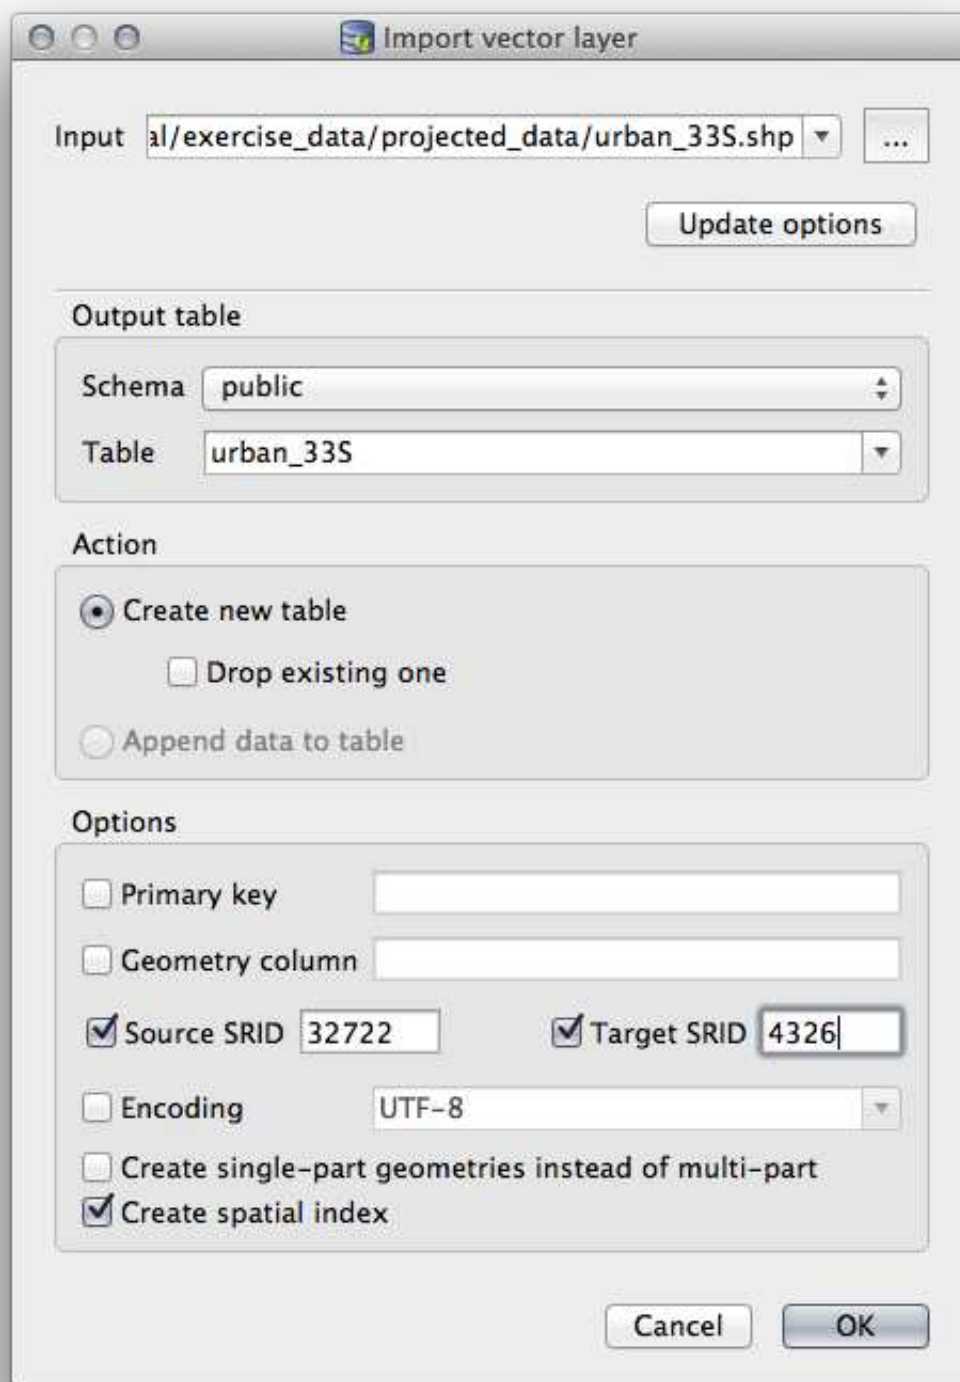 Import vector layer
Input al/exercise_data/projected_data/urban_33S.shp ...
Update options
Output table
Schema public
Table urban_33S
Action
Create new table
Drop existing one
Append data to table
Options
Primary key
Geometry column
Source SRID 32722 Target SRID 4326
Encoding UTF-8
Create single-part geometries instead of multi-part
Create spatial index
Cancel OK